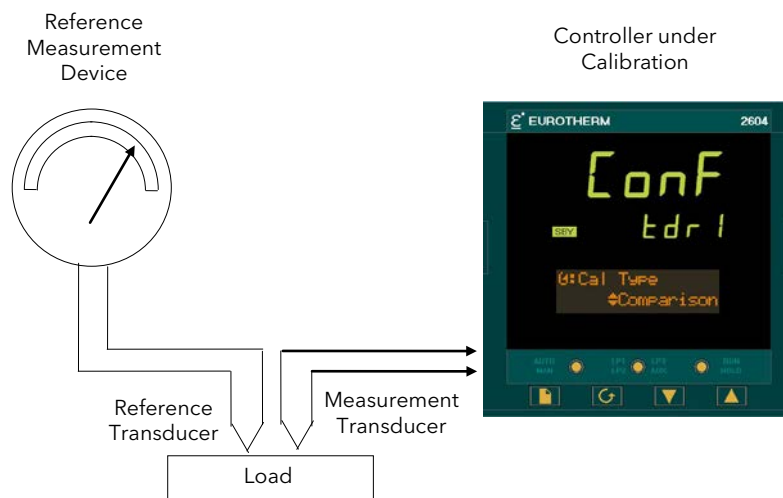 Reference
Measurement
Device
Controller under
Calibration
EUROTHERM 2604
ConF
SBY tdr1
Cal Type
Comparison
AUTO
MAN
LP1
LP2
LP3
AUX
RUN
HOLD
Reference
Transducer
Measurement
Transducer
Load